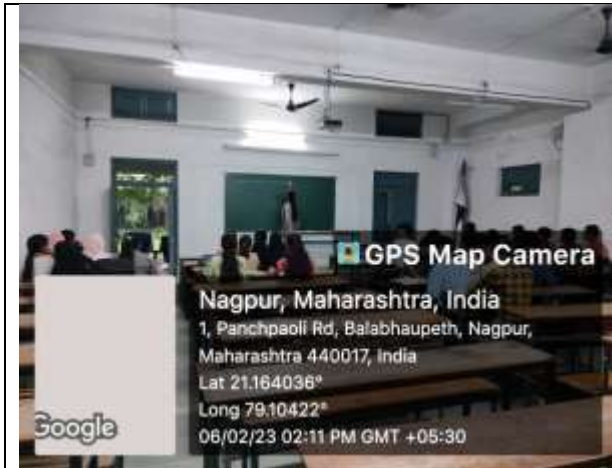 GPS Map Camera
Nagpur, Maharashtra, India
1, Panchpaoli Rd, Balabhaupeth, Nagpur,
Maharashtra 440017, India
Lat 21.164036°
Long 79.10422°
Google
06/02/23 02:11 PM GMT +05:30